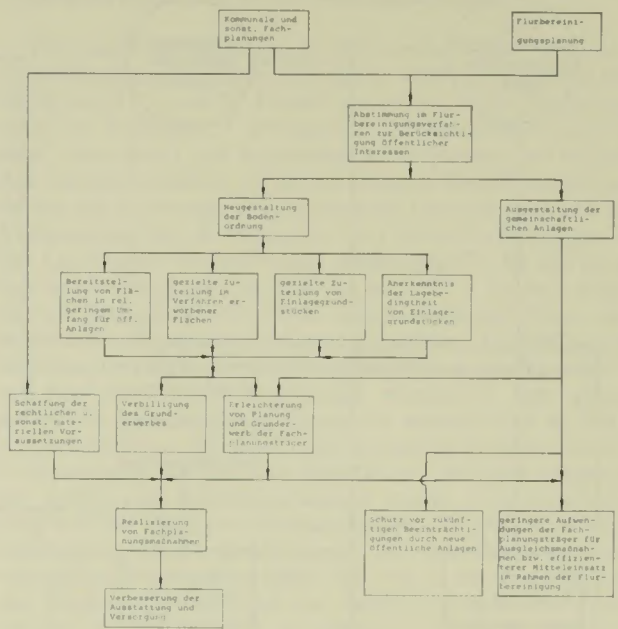 Kommunale und
sonst. Fach-
planungen
Flurberein-
igungsplanung
Abstimmung im Flur-
bereinigungsverfah-
ren zur Berücksichti-
gung öffentlicher
Interessen
Neugestaltung
der Boden-
ordnung
Ausgestaltung der
gemeinschaftli-
chen Anlagen
Bereitstel-
lung von Flä-
chen in rel.
geringem Um-
fang für öff.
Anlagen
gezielte Zu-
teilung im
Verfahren er-
worbener
Flächen
gezielte Zu-
teilung von
Einlagegrund-
stücken
Anerkenntnis
der Lagebe-
dingtheit
von Einlage-
grundstücken
Schaffung der
rechtlichen u.
sonst. mate-
riellen Vor-
aussetzungen
Verbilligung
des Grund-
erwerbes
Erleichterung
von Planung
und Grunder-
werb der Fach-
planungsträger
Realisierung
von Fachpla-
nungsmaßnahmen
Schutz vor zukünf-
tigen Beeinträchti-
gungen durch neue
Öffentliche Anlagen
geringere Aufwen-
dungen der Fach-
planungsträger für
Ausgleichsmaßnah-
men bzw. effizien-
terer Mitteleinsatz
im Rahmen der Flur-
bereinigung
Verbesserung der
Ausstattung und
Versorgung